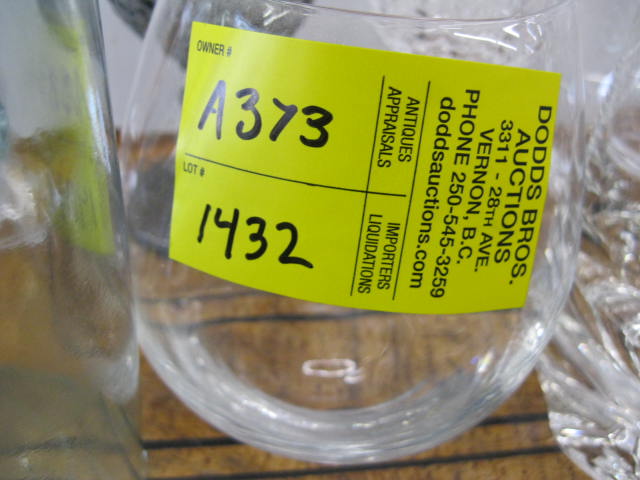 OWNER #
A373
LOT #
1432
ANTIQUES
APPRAISALS
IMPORTERS
LIQUIDATIONS
DODDS BROS.
AUCTIONS
3311 - 28TH AVE.
VERNON, B.C.
PHONE 250-545-3259
doddsauctions.com